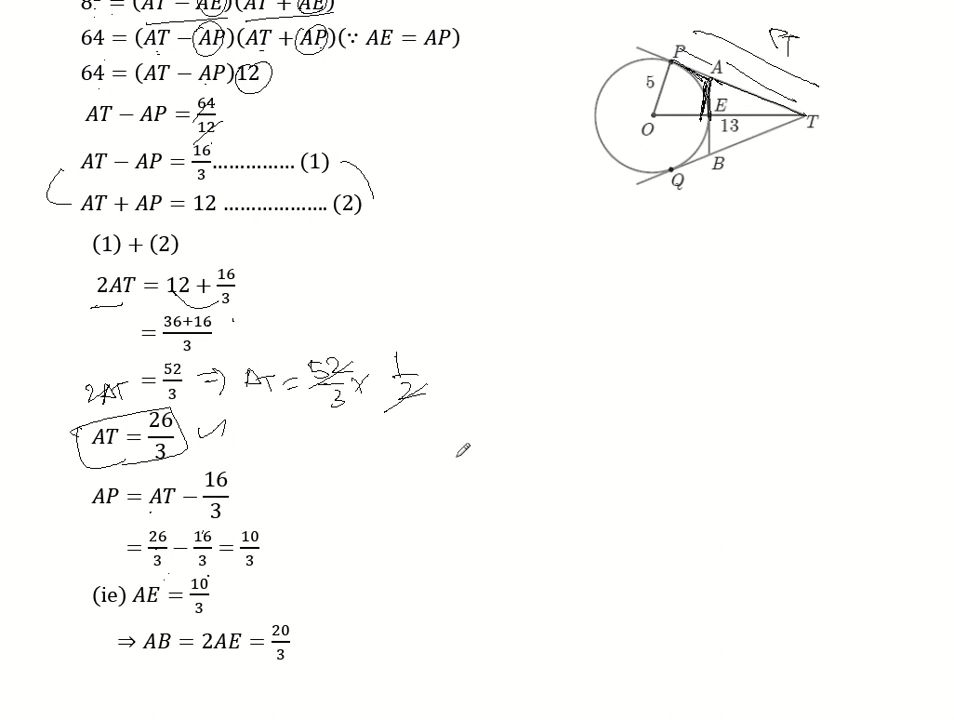 8² = (AT − AE)(AT + AE)
64 = (AT − AP)(AT + AP)(∵ AE = AP)
64 = (AT − AP)12
AT − AP = 64/12
AT − AP = 16/3 ............... (1)
AT + AP = 12 .................... (2)
(1) + (2)
2AT = 12 + 16/3
= 36+16/3
2AT = 52/3 ⇒ AT = 52/3 × 1/2
AT = 26/3
AP = AT − 16/3
= 26/3 − 16/3 = 10/3
(ie) AE = 10/3
⇒ AB = 2AE = 20/3
PT
P
A
5
E
O
13
T
B
Q